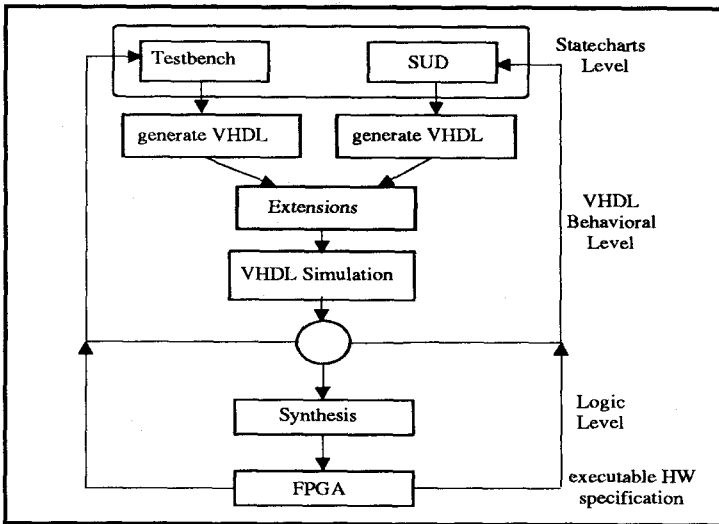 Testbench
SUD
Statecharts
Level
generate VHDL
generate VHDL
Extensions
VHDL
Behavioral
Level
VHDL Simulation
Synthesis
Logic
Level
FPGA
executable HW
specification